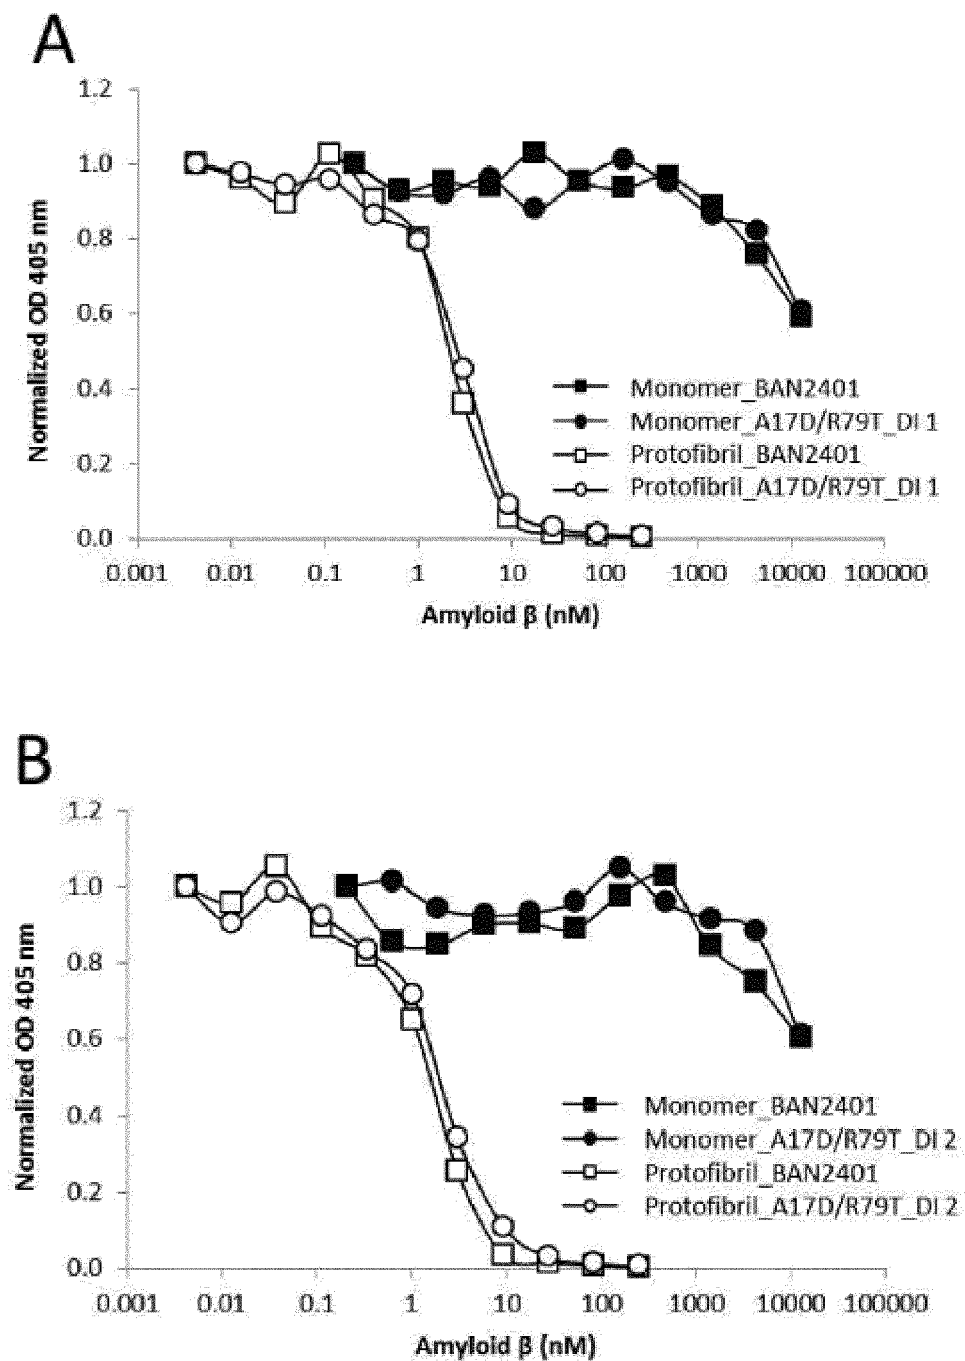 A
1.2
1.0
0.8
0.6
0.4
0.2
0.0
Normalized OD 405 nm
Monomer_BAN2401
Monomer_A17D/R79T_DI 1
Protofibril_BAN2401
Protofibril_A17D/R79T_DI 1
0.001 0.01 0.1 1 10 100 1000 10000 100000
Amyloid β (nM)
B
1.2
1.0
0.8
0.6
0.4
0.2
0.0
Normalized OD 405 nm
Monomer_BAN2401
Monomer_A17D/R79T_DI 2
Protofibril_BAN2401
Protofibril_A17D/R79T_DI 2
0.001 0.01 0.1 1 10 100 1000 10000 100000
Amyloid β (nM)